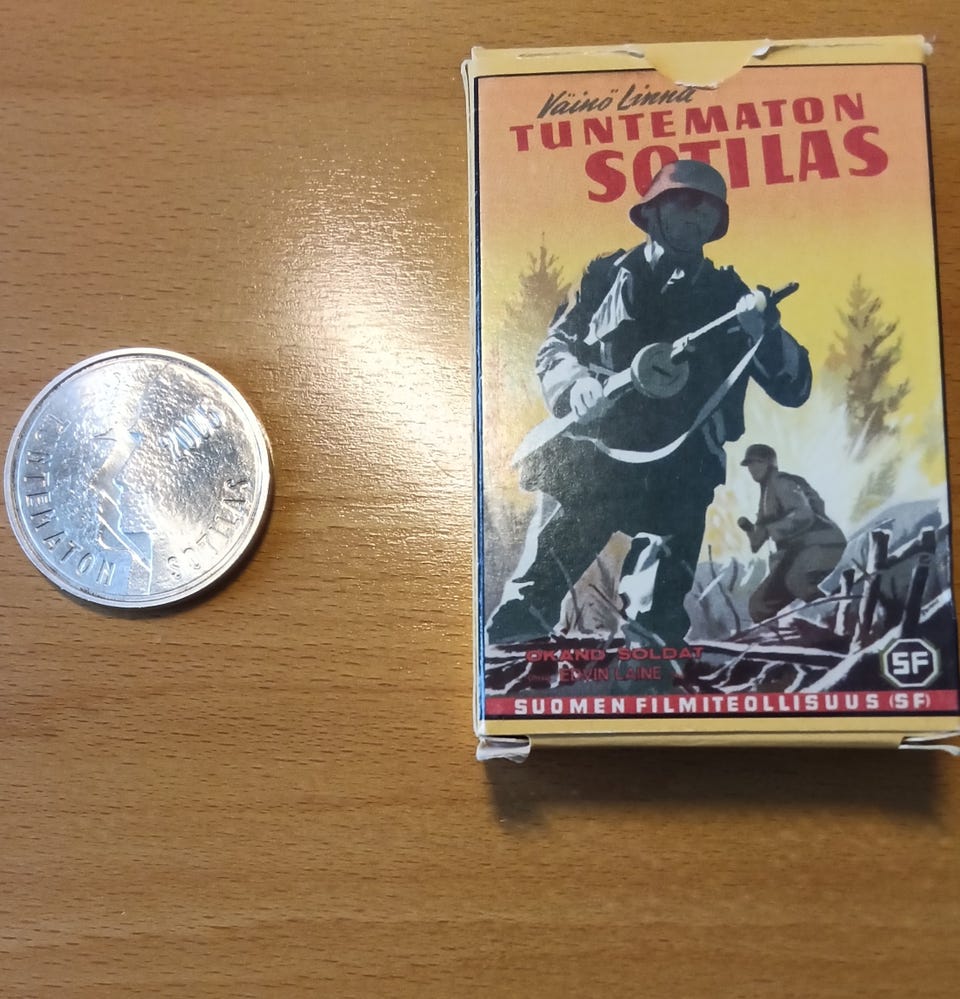 2005
TUNTEMATON SOTILAS
Väinö Linna
TUNTEMATON
SOTILAS
OKÄND SOLDAT
EDVIN LAINE
SF
SUOMEN FILMITEOLLISUUS (SF)